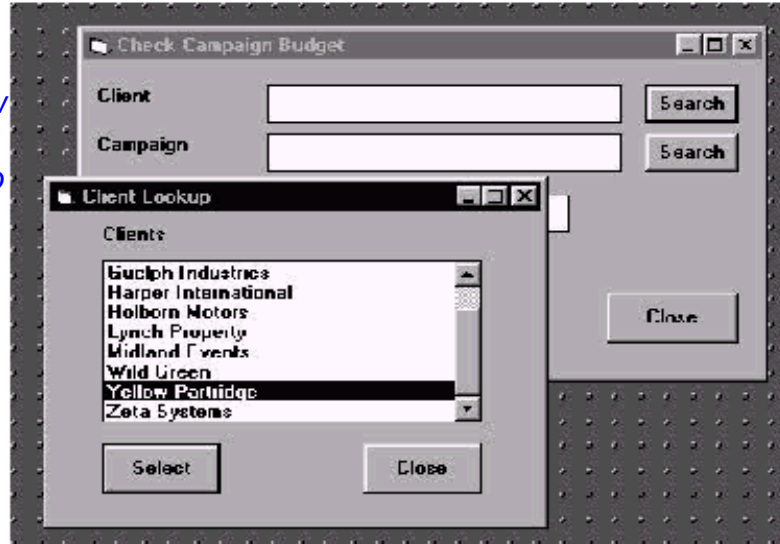 Check Campaign Budget
Client
Search
Campaign
Search
Close
Client Lookup
Clients
Guelph Industries
Harper International
Holborn Motors
Lynch Property
Midland Events
Wild Green
Yellow Partridge
Zeta Systems
Select
Close